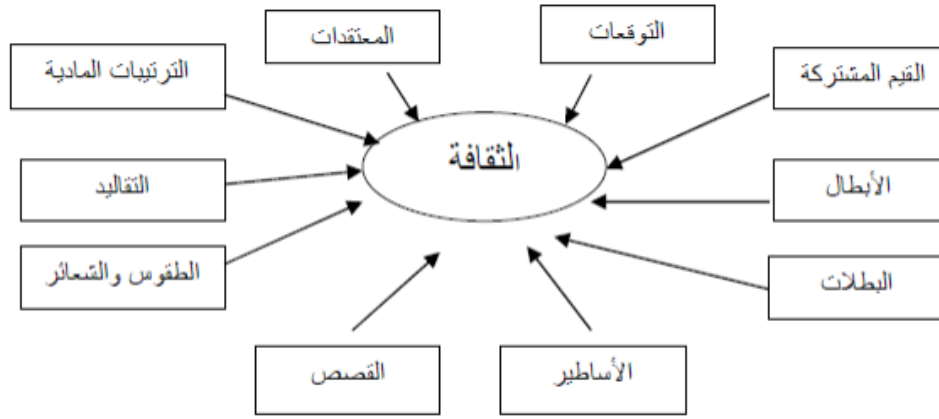 التوقعات
المعتقدات
القيم المشتركة
الترتيبات المادية
الثقافة
الأبطال
التقاليد
البطلات
الطقوس والشعائر
الأساطير
القصص